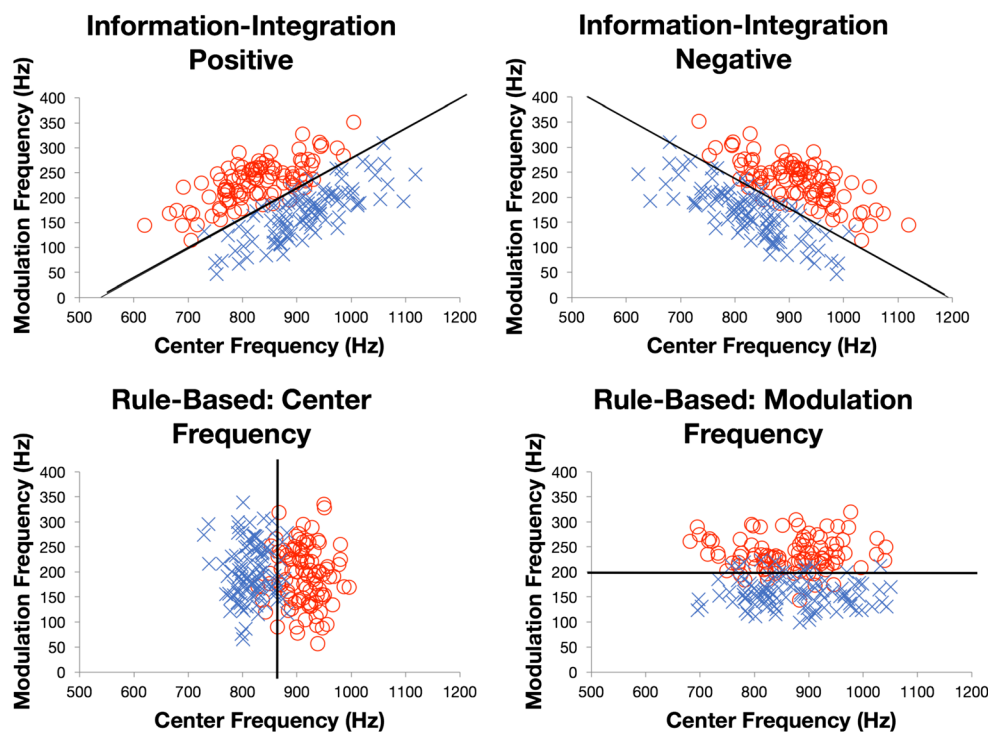 Information-Integration
Positive
Modulation Frequency (Hz)
400
350
300
250
200
150
100
50
0
500 600 700 800 900 1000 1100 1200
Center Frequency (Hz)
Information-Integration
Negative
Modulation Frequency (Hz)
400
350
300
250
200
150
100
50
0
500 600 700 800 900 1000 1100 1200
Center Frequency (Hz)
Rule-Based: Center
Frequency
Modulation Frequency (Hz)
400
350
300
250
200
150
100
50
0
500 600 700 800 900 1000 1100 1200
Center Frequency (Hz)
Rule-Based: Modulation
Frequency
Modulation Frequency (Hz)
400
350
300
250
200
150
100
50
0
500 600 700 800 900 1000 1100 1200
Center Frequency (Hz)